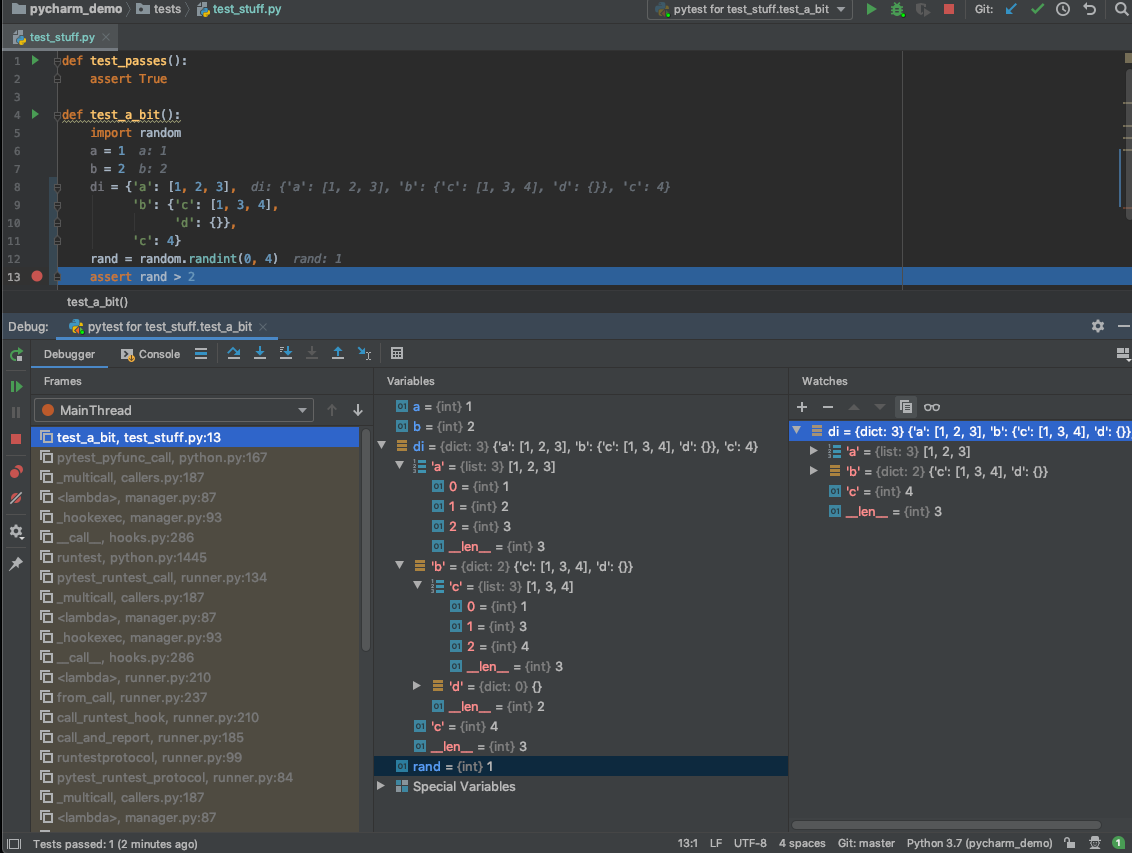 pycharm_demo tests test_stuff.py pytest for test_stuff.test_a_bit Git:
test_stuff.py
1 def test_passes():
2 assert True
3
4 def test_a_bit():
5 import random
6 a = 1 a: 1
7 b = 2 b: 2
8 di = {'a': [1, 2, 3], di: {'a': [1, 2, 3], 'b': {'c': [1, 3, 4], 'd': {}}, 'c': 4}
9 'b': {'c': [1, 3, 4],
10 'd': {}},
11 'c': 4}
12 rand = random.randint(0, 4) rand: 1
13 assert rand > 2
test_a_bit()
Debug: pytest for test_stuff.test_a_bit
Debugger Console
Frames
MainThread
test_a_bit, test_stuff.py:13
pytest_pyfunc_call, python.py:167
_multicall, callers.py:187
<lambda>, manager.py:87
_hookexec, manager.py:93
__call__, hooks.py:286
runtest, python.py:1445
pytest_runtest_call, runner.py:134
_multicall, callers.py:187
<lambda>, manager.py:87
_hookexec, manager.py:93
__call__, hooks.py:286
<lambda>, runner.py:210
from_call, runner.py:237
call_runtest_hook, runner.py:210
call_and_report, runner.py:185
runtestprotocol, runner.py:99
pytest_runtest_protocol, runner.py:84
_multicall, callers.py:187
<lambda>, manager.py:87
Variables
a = {int} 1
b = {int} 2
di = {dict: 3} {'a': [1, 2, 3], 'b': {'c': [1, 3, 4], 'd': {}}, 'c': 4}
'a' = {list: 3} [1, 2, 3]
0 = {int} 1
1 = {int} 2
2 = {int} 3
__len__ = {int} 3
'b' = {dict: 2} {'c': [1, 3, 4], 'd': {}}
'c' = {list: 3} [1, 3, 4]
0 = {int} 1
1 = {int} 3
2 = {int} 4
__len__ = {int} 3
'd' = {dict: 0} {}
__len__ = {int} 2
'c' = {int} 4
__len__ = {int} 3
rand = {int} 1
Special Variables
Watches
di = {dict: 3} {'a': [1, 2, 3], 'b': {'c': [1, 3, 4], 'd': {}}
'a' = {list: 3} [1, 2, 3]
'b' = {dict: 2} {'c': [1, 3, 4], 'd': {}}
'c' = {int} 4
__len__ = {int} 3
Tests passed: 1 (2 minutes ago) 13:1 LF UTF-8 4 spaces Git: master Python 3.7 (pycharm_demo) 1